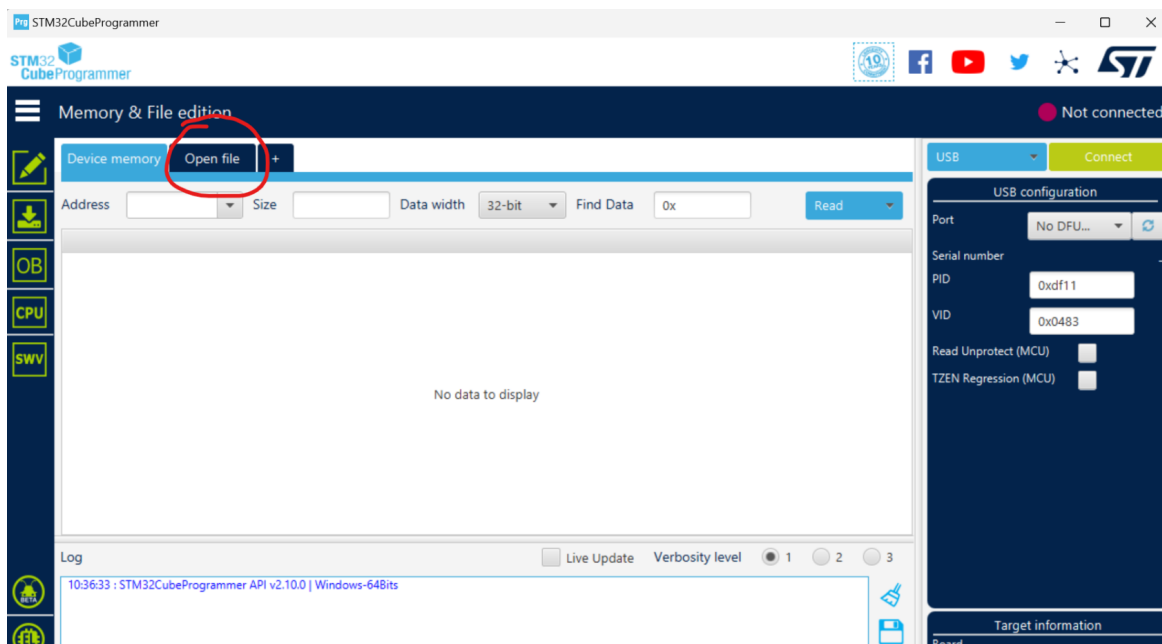 Prg STM32CubeProgrammer
STM32
CubeProgrammer
10
Memory & File edition
Not connected
Device memory Open file +
USB Connect
Address Size Data width 32-bit Find Data 0x Read
USB configuration
Port No DFU...
Serial number
PID 0xdf11
VID 0x0483
Read Unprotect (MCU)
TZEN Regression (MCU)
OB
CPU
SWV
No data to display
Log Live Update Verbosity level 1 2 3
10:36:33 : STM32CubeProgrammer API v2.10.0 | Windows-64Bits
BETA
Target information